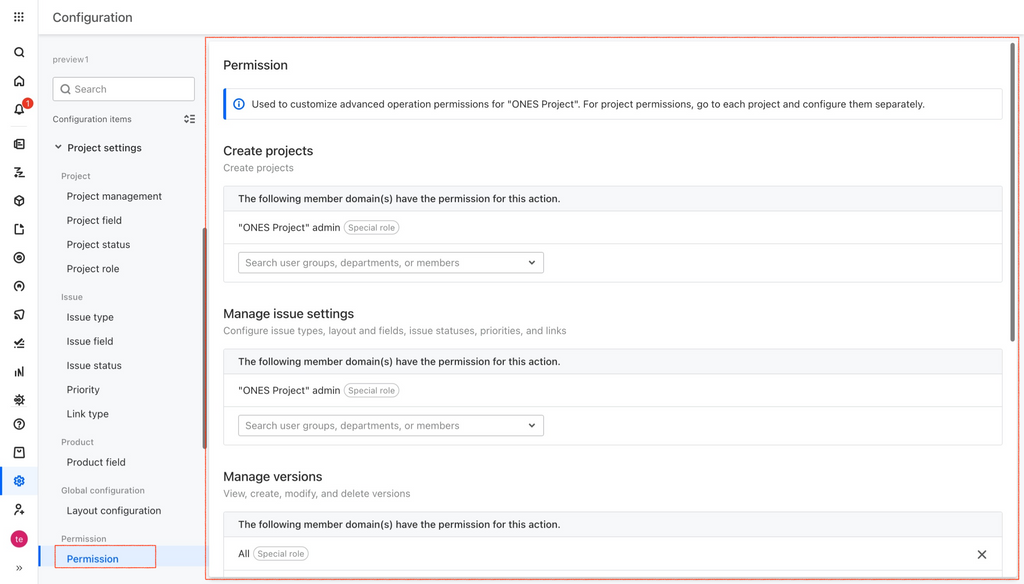 Configuration
preview1
Search
Configuration items
Project settings
Project
Project management
Project field
Project status
Project role
Issue
Issue type
Issue field
Issue status
Priority
Link type
Product
Product field
Global configuration
Layout configuration
Permission
Permission
1
te
Permission
Used to customize advanced operation permissions for "ONES Project". For project permissions, go to each project and configure them separately.
Create projects
Create projects
The following member domain(s) have the permission for this action.
"ONES Project" admin Special role
Search user groups, departments, or members
Manage issue settings
Configure issue types, layout and fields, issue statuses, priorities, and links
The following member domain(s) have the permission for this action.
"ONES Project" admin Special role
Search user groups, departments, or members
Manage versions
View, create, modify, and delete versions
The following member domain(s) have the permission for this action.
All Special role